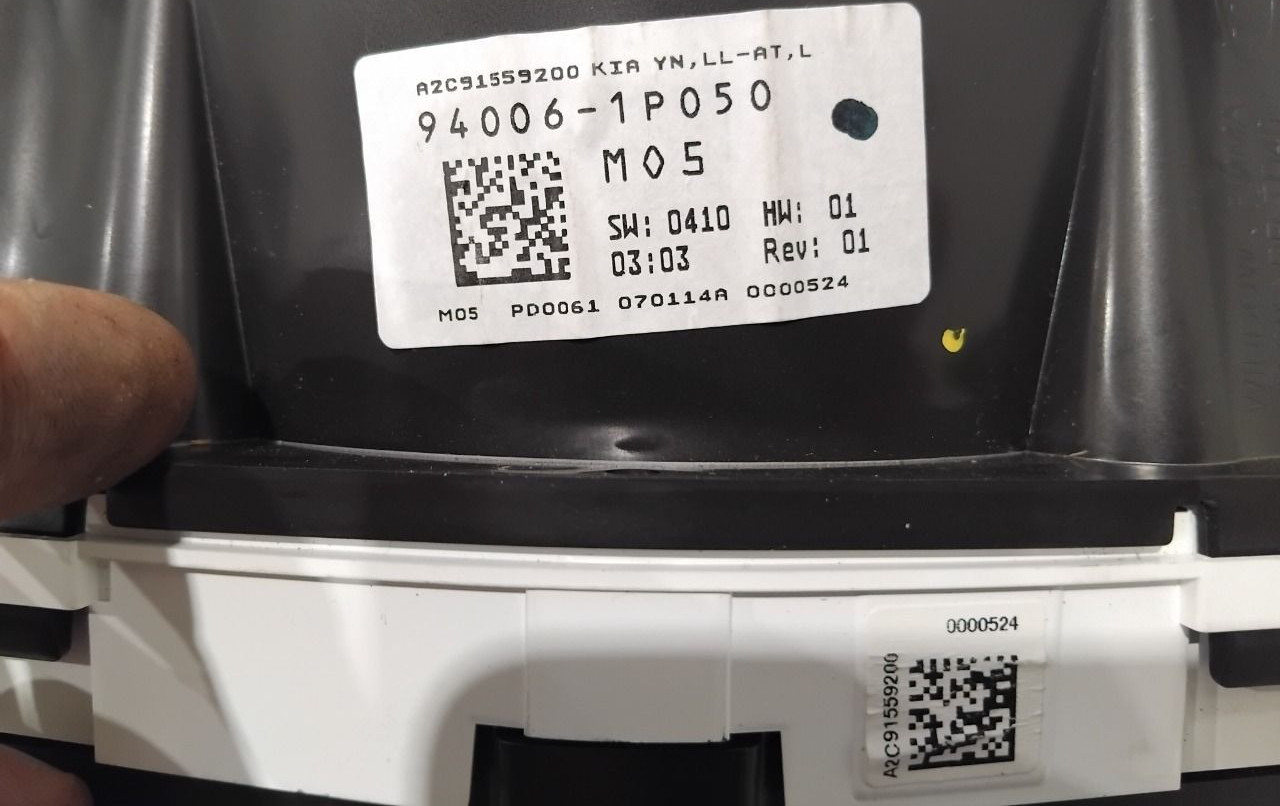 A2C91559200 KIA YN,LL-AT,L
94006-1P050
M05
SW: 0410 HW: 01
03:03 Rev: 01
M05 PD0061 070114A 0000524
0000524
A2C91559200